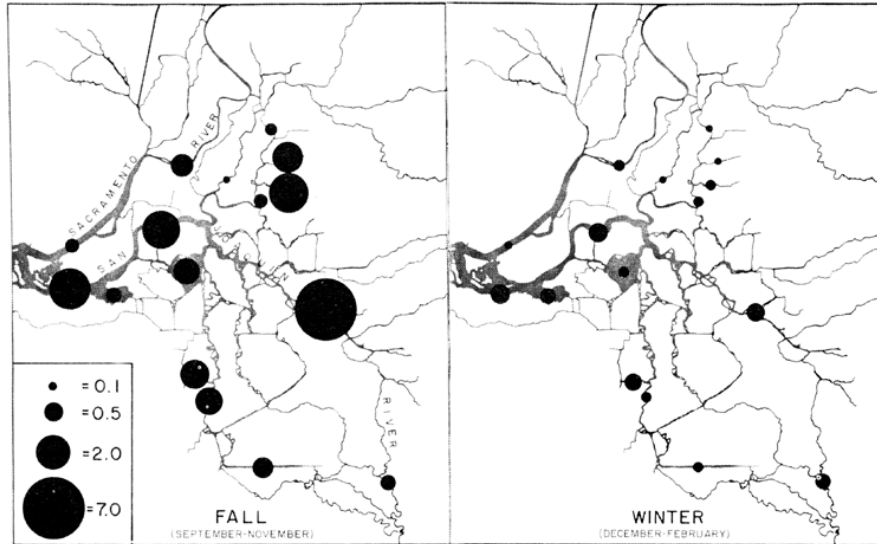 SACRAMENTO
RIVER
SAN
JOAQUIN
RIVER
= 0.1
= 0.5
= 2.0
= 7.0
FALL
(SEPTEMBER-NOVEMBER)
WINTER
(DECEMBER-FEBRUARY)